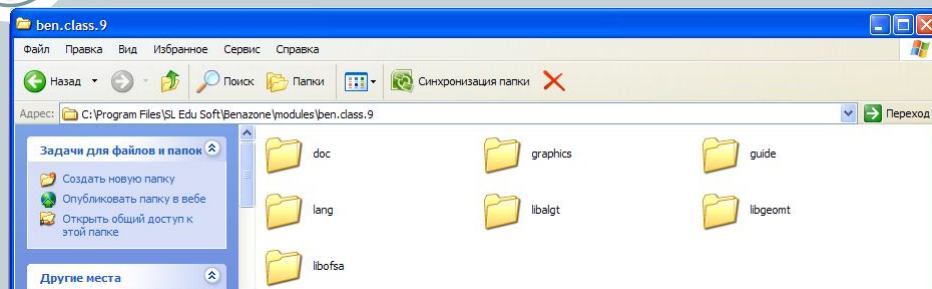 ben.class.9
Файл Правка Вид Избранное Сервис Справка
Назад Поиск Папки Синхронизация папки
Адрес: C:\Program Files\SL Edu Soft\Benazone\modules\ben.class.9 Переход
Задачи для файлов и папок
Создать новую папку
Опубликовать папку в вебе
Открыть общий доступ к
этой папке
Другие места
doc graphics guide
lang libalgt libgeomt
libofsa